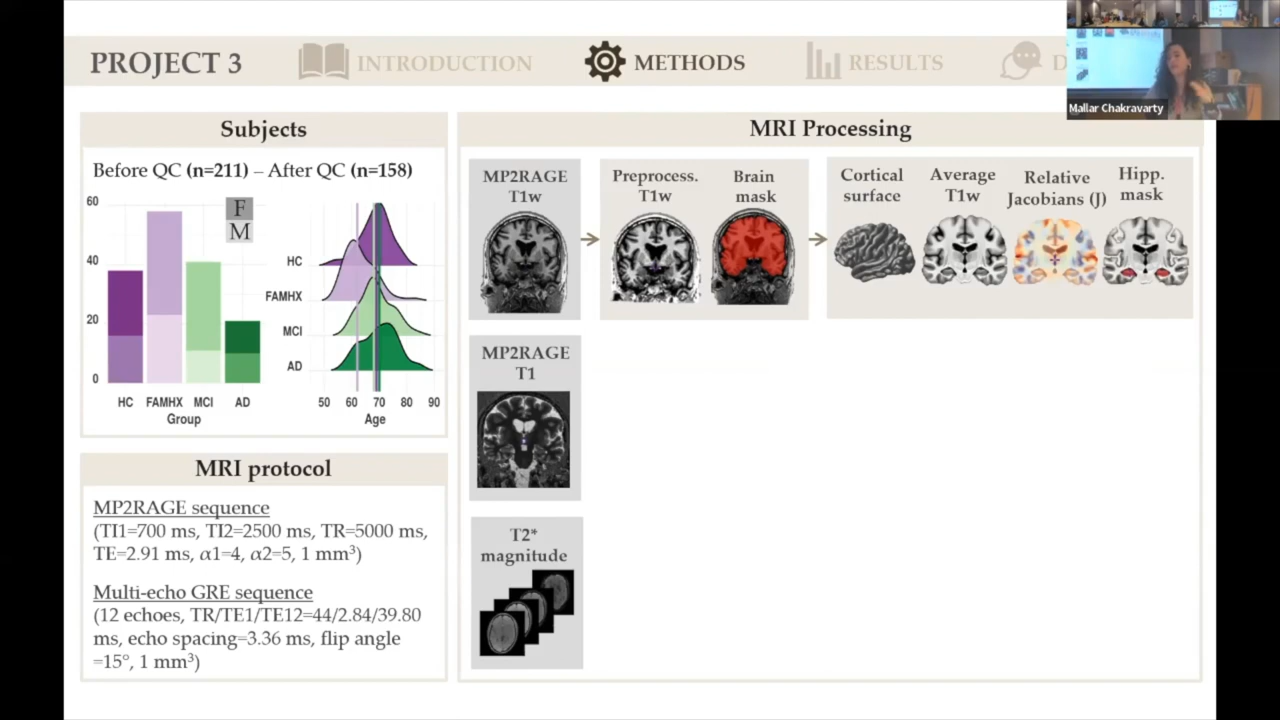 PROJECT 3
INTRODUCTION
METHODS
RESULTS
D
Mallar Chakravarty
Subjects
Before QC (n=211) – After QC (n=158)
60
40
20
0
F
M
HC FAMHX MCI AD
Group
HC
FAMHX
MCI
AD
50 60 70 80 90
Age
MRI protocol
MP2RAGE sequence
(TI1=700 ms, TI2=2500 ms, TR=5000 ms,
TE=2.91 ms, α1=4, α2=5, 1 mm³)
Multi-echo GRE sequence
(12 echoes, TR/TE1/TE12=44/2.84/39.80
ms, echo spacing=3.36 ms, flip angle
=15°, 1 mm³)
MRI Processing
MP2RAGE
T1w
Preprocess.
T1w
Brain
mask
Cortical
surface
Average
T1w
Relative
Jacobians (J)
Hipp.
mask
MP2RAGE
T1
T2*
magnitude